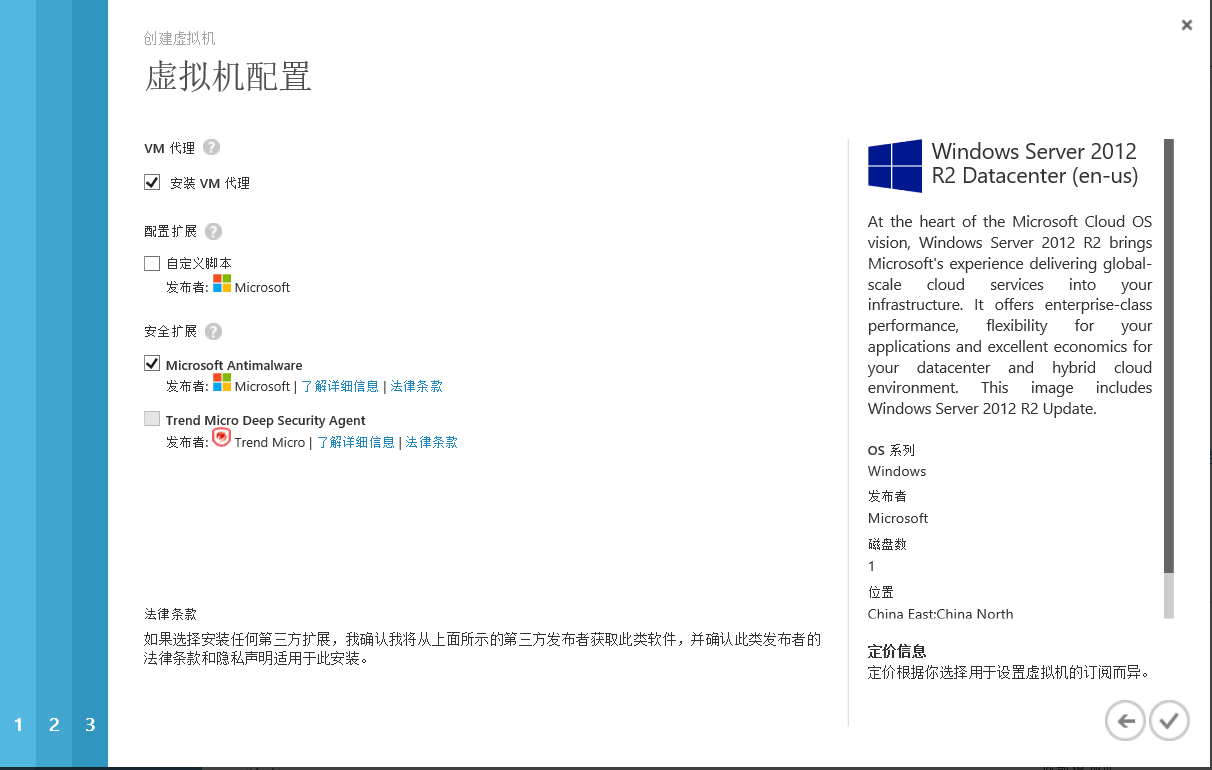 创建虚拟机
虚拟机配置
VM 代理
安装 VM 代理
配置扩展
自定义脚本
发布者: Microsoft
安全扩展
Microsoft Antimalware
发布者: Microsoft | 了解详细信息 | 法律条款
Trend Micro Deep Security Agent
发布者: Trend Micro | 了解详细信息 | 法律条款
法律条款
如果选择安装任何第三方扩展，我确认我将从上面所示的第三方发布者获取此类软件，并确认此类发布者的
法律条款和隐私声明适用于此安装。
Windows Server 2012
R2 Datacenter (en-us)
At the heart of the Microsoft Cloud OS
vision, Windows Server 2012 R2 brings
Microsoft's experience delivering global-
scale cloud services into your
infrastructure. It offers enterprise-class
performance, flexibility for your
applications and excellent economics for
your datacenter and hybrid cloud
environment. This image includes
Windows Server 2012 R2 Update.
OS 系列
Windows
发布者
Microsoft
磁盘数
1
位置
China East:China North
定价信息
定价根据你选择用于设置虚拟机的订阅而异。
1 2 3